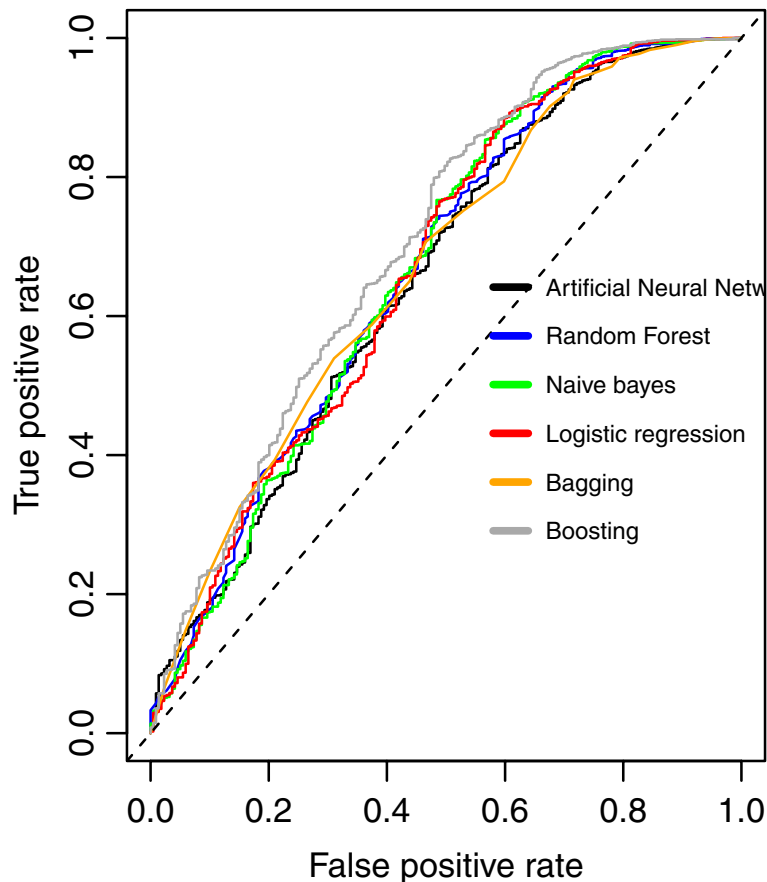 1.0
0.8
0.6
0.4
0.2
0.0
True positive rate
Artificial Neural Netw
Random Forest
Naive bayes
Logistic regression
Bagging
Boosting
0.0 0.2 0.4 0.6 0.8 1.0
False positive rate